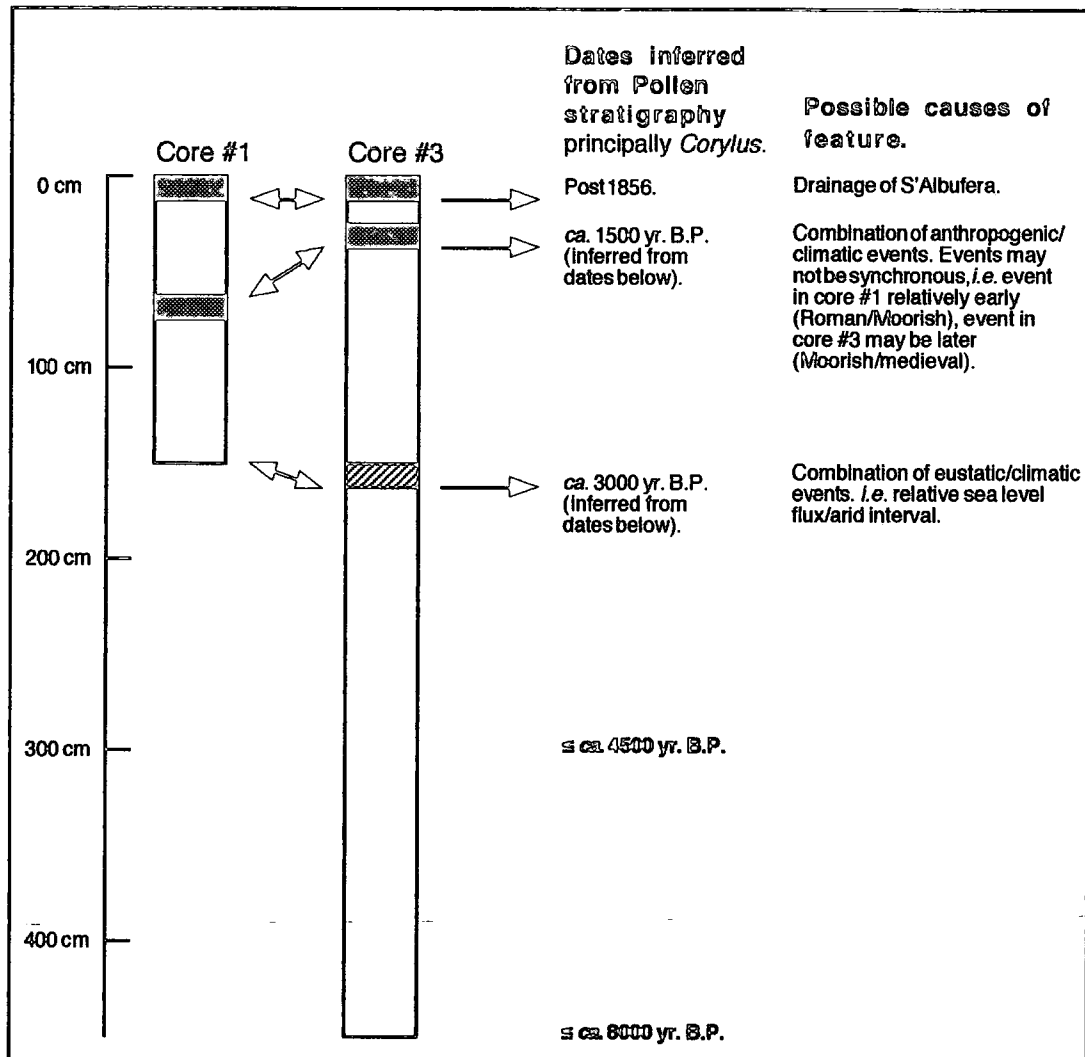 Dates inferred
from Pollen
stratigraphy
principally Corylus.
Possible causes of
feature.
Core #1
Core #3
0 cm
Post 1856.
Drainage of S'Albufera.
ca. 1500 yr. B.P.
(inferred from
dates below).
Combination of anthropogenic/
climatic events. Events may
not be synchronous, i.e. event
in core #1 relatively early
(Roman/Moorish), event in
core #3 may be later
(Moorish/medieval).
100 cm
ca. 3000 yr. B.P.
(inferred from
dates below).
Combination of eustatic/climatic
events. i.e. relative sea level
flux/arid interval.
200 cm
300 cm
≤ ca. 4500 yr. B.P.
400 cm
≤ ca. 8000 yr. B.P.